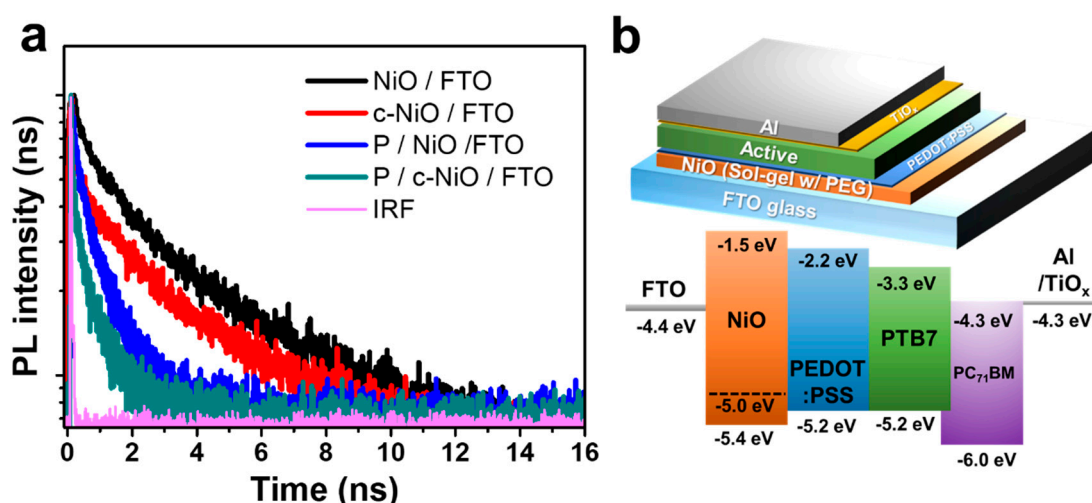 a
PL intensity (ns)
NiO / FTO
c-NiO / FTO
P / NiO /FTO
P / c-NiO / FTO
IRF
0 2 4 6 8 10 12 14 16
Time (ns)
b
Al
TiOₓ
Active
PEDOT:PSS
NiO (Sol-gel w/ PEG)
FTO glass
FTO
-4.4 eV
-1.5 eV
NiO
-5.0 eV
-5.4 eV
-2.2 eV
PEDOT
:PSS
-5.2 eV
-3.3 eV
PTB7
-5.2 eV
-4.3 eV
PC₇₁BM
-6.0 eV
Al
/TiOₓ
-4.3 eV